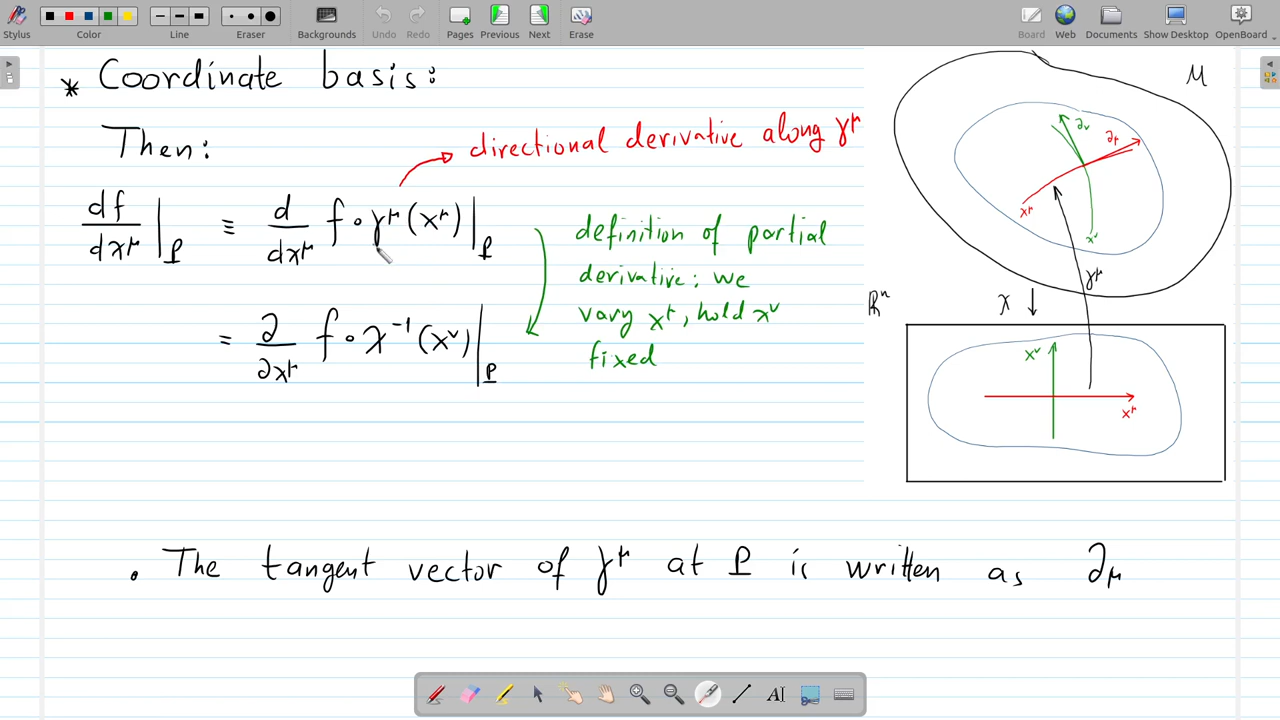 Stylus Color Line Eraser Backgrounds Undo Redo Pages Previous Next Erase Board Web Documents Show Desktop OpenBoard
* Coordinate basis:
Then:
directional derivative along γ^μ
df/dx^μ |_P ≡ d/dx^μ f∘γ^μ(x^μ)|_P
= ∂/∂x^μ f∘χ^{-1}(x^ν)|_P
definition of partial
derivative: we
vary x^μ, hold x^ν
fixed
M
∂_ν
∂_μ
x^μ
x^ν
γ^μ
ℝ^n
χ ↓
x^ν
x^μ
• The tangent vector of γ^μ at P is written as ∂_μ
AI